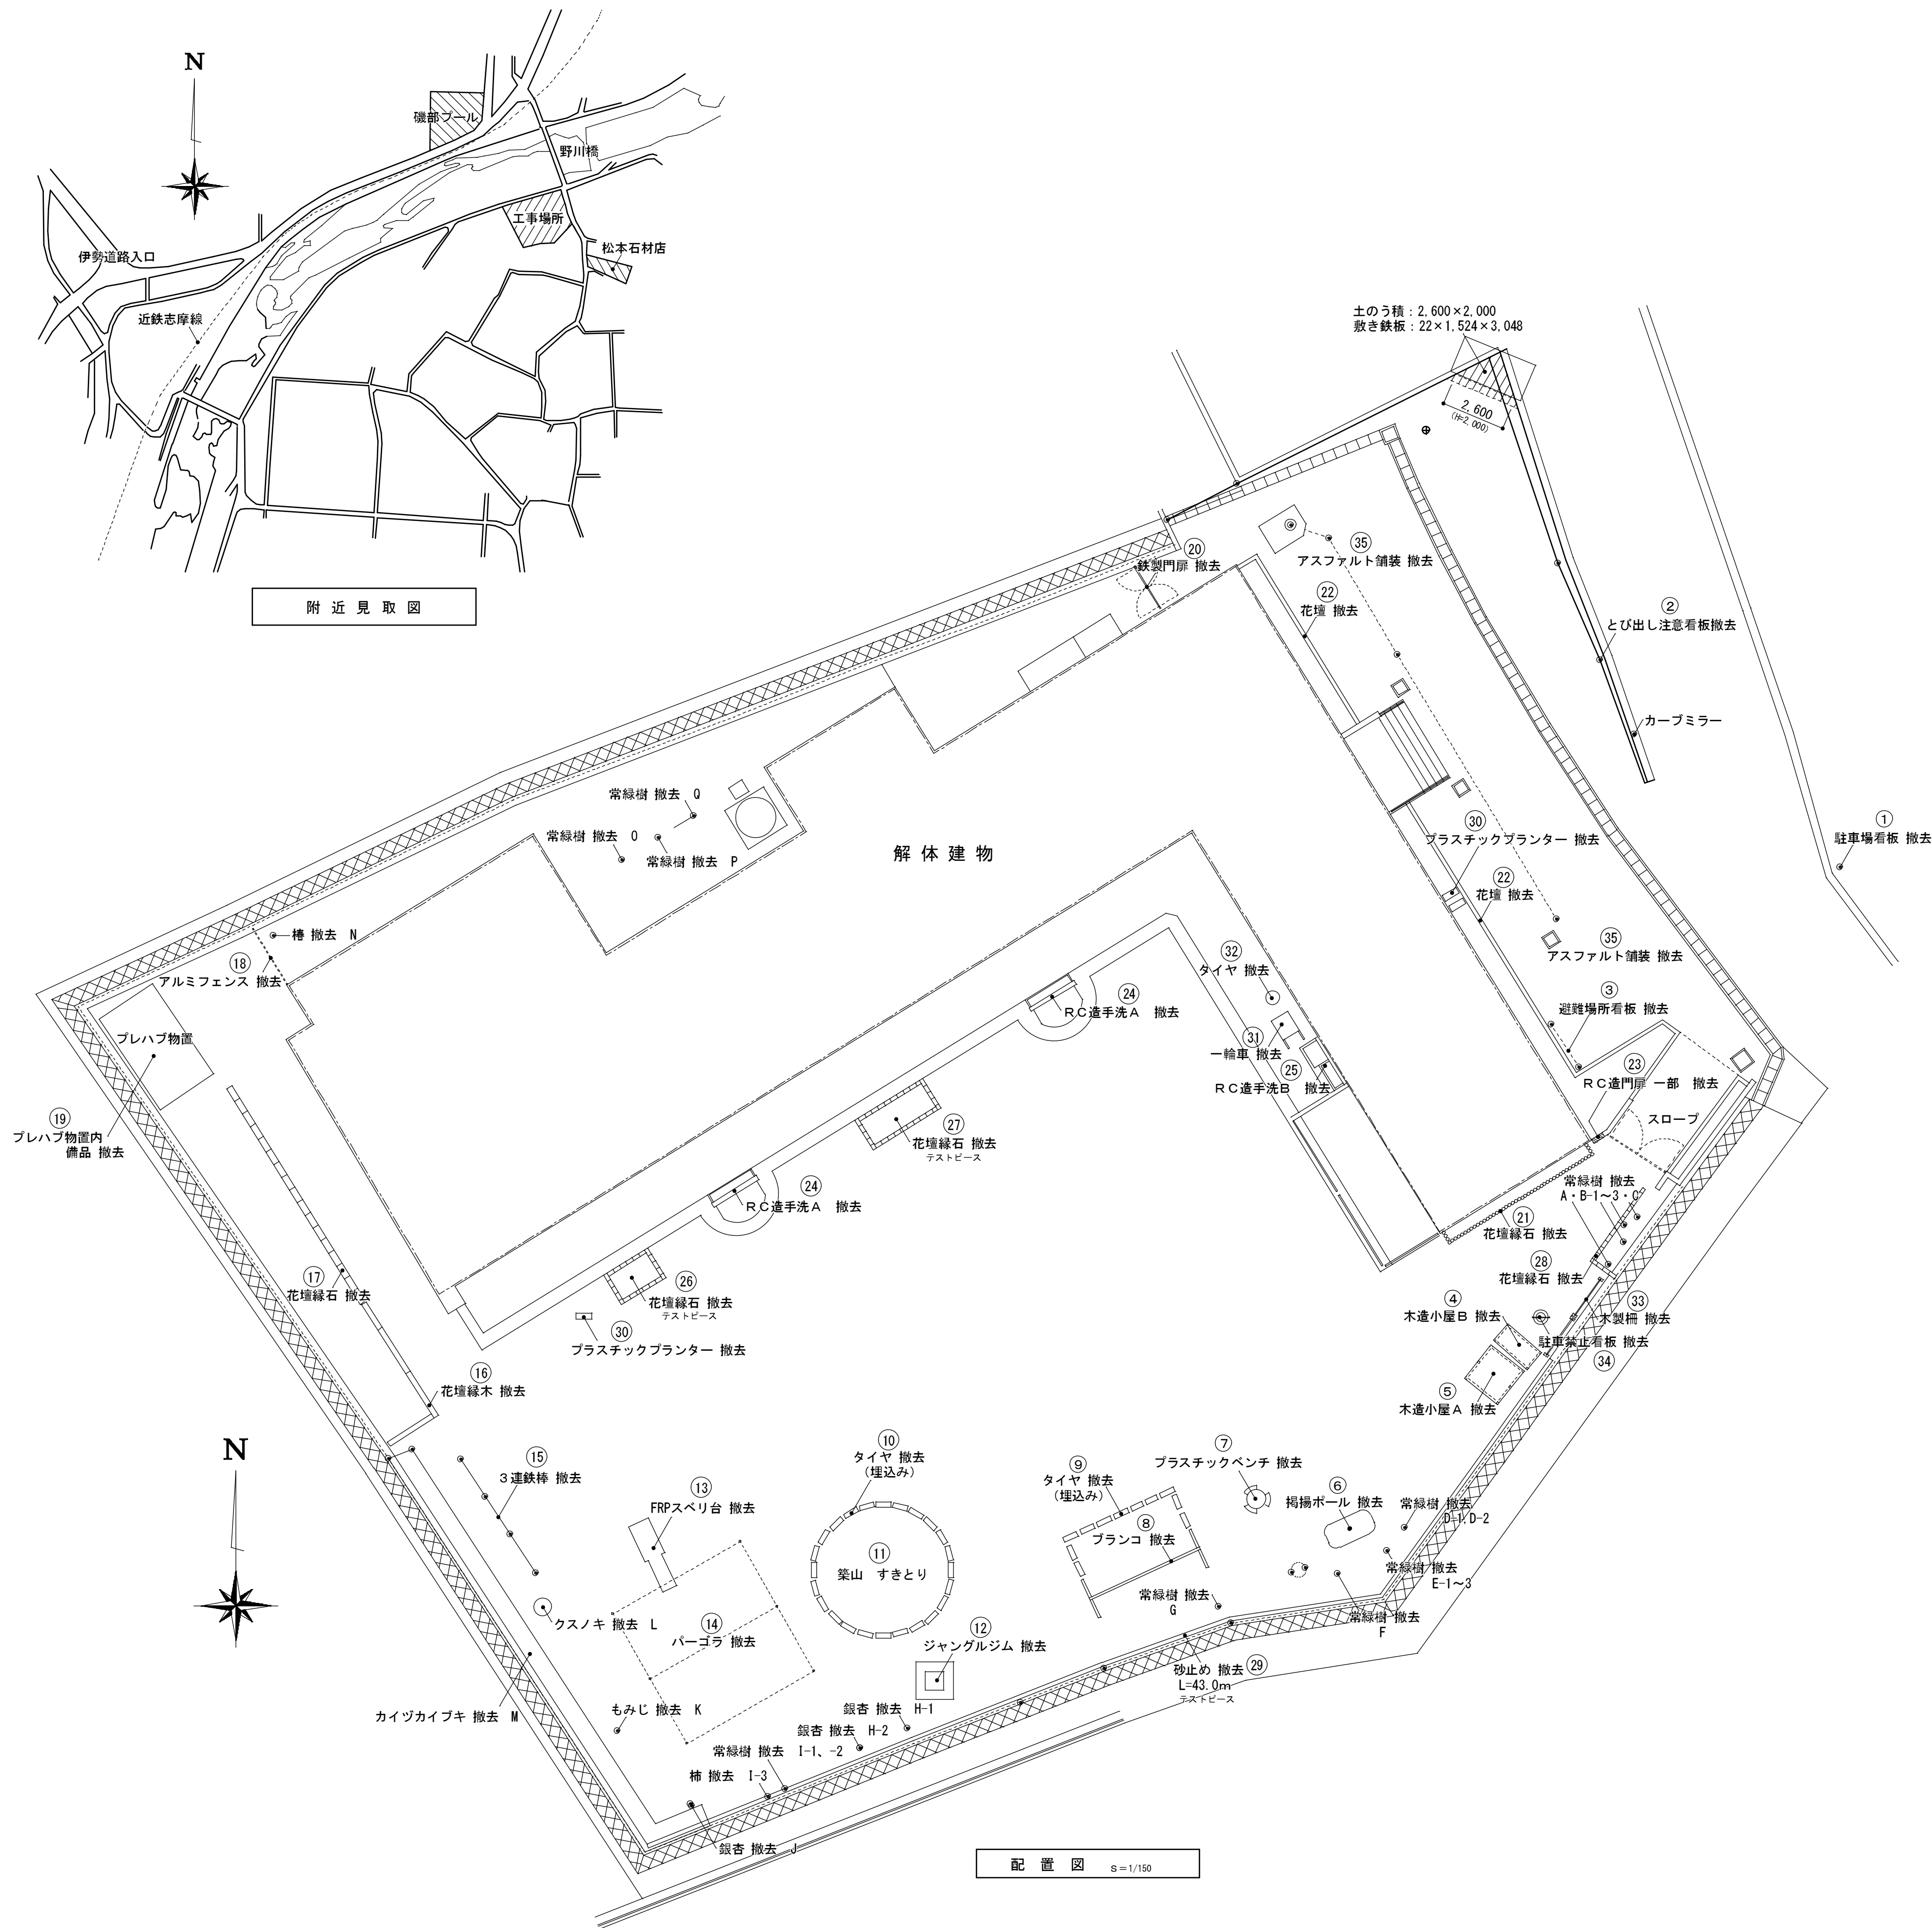 N
磯部プール
野川橋
工事場所
松本石材店
伊勢道路入口
近鉄志摩線
附近見取図
土のう積：2,600×2,000
敷き鉄板：22×1,524×3,048
2,600
(H=2,000)
⑳
鉄製門扉 撤去
㉟
アスファルト舗装 撤去
㉒
花壇 撤去
②
とび出し注意看板撤去
カーブミラー
①
駐車場看板 撤去
常緑樹 撤去 Q
常緑樹 撤去 O
常緑樹 撤去 P
解体建物
㉚
プラスチックプランター 撤去
㉒
花壇 撤去
椿 撤去 N
⑱
アルミフェンス 撤去
㉜
タイヤ 撤去
㉟
アスファルト舗装 撤去
㉔
RC造手洗A 撤去
③
避難場所看板 撤去
プレハブ物置
㉛
一輪車 撤去
㉕
RC造手洗B 撤去
㉓
RC造門扉 一部 撤去
スロープ
⑲
プレハブ物置内
備品 撤去
㉗
花壇縁石 撤去
テストピース
㉔
RC造手洗A 撤去
常緑樹 撤去
A・B-1〜3・C
㉑
花壇縁石 撤去
㉘
花壇縁石 撤去
⑰
花壇縁石 撤去
㉖
花壇縁石 撤去
テストピース
④
木造小屋B 撤去
㉝
木製柵 撤去
㉚
プラスチックプランター 撤去
駐車禁止看板 撤去
㉞
⑯
花壇縁木 撤去
⑤
木造小屋A 撤去
N
⑮
3連鉄棒 撤去
⑩
タイヤ 撤去
(埋込み)
⑨
タイヤ 撤去
(埋込み)
⑦
プラスチックベンチ 撤去
⑬
FRPスベリ台 撤去
⑥
掲揚ポール 撤去
常緑樹 撤去
D-1,D-2
⑧
ブランコ 撤去
⑪
築山 すきとり
常緑樹 撤去
E-1〜3
常緑樹 撤去
G
常緑樹 撤去
F
クスノキ 撤去 L
⑭
パーゴラ 撤去
⑫
ジャングルジム 撤去
砂止め 撤去 ㉙
L=43.0m
テストピース
カイヅカイブキ 撤去 M
もみじ 撤去 K
銀杏 撤去 H-1
銀杏 撤去 H-2
常緑樹 撤去 I-1、-2
柿 撤去 I-3
銀杏 撤去 J
配置図 S=1/150